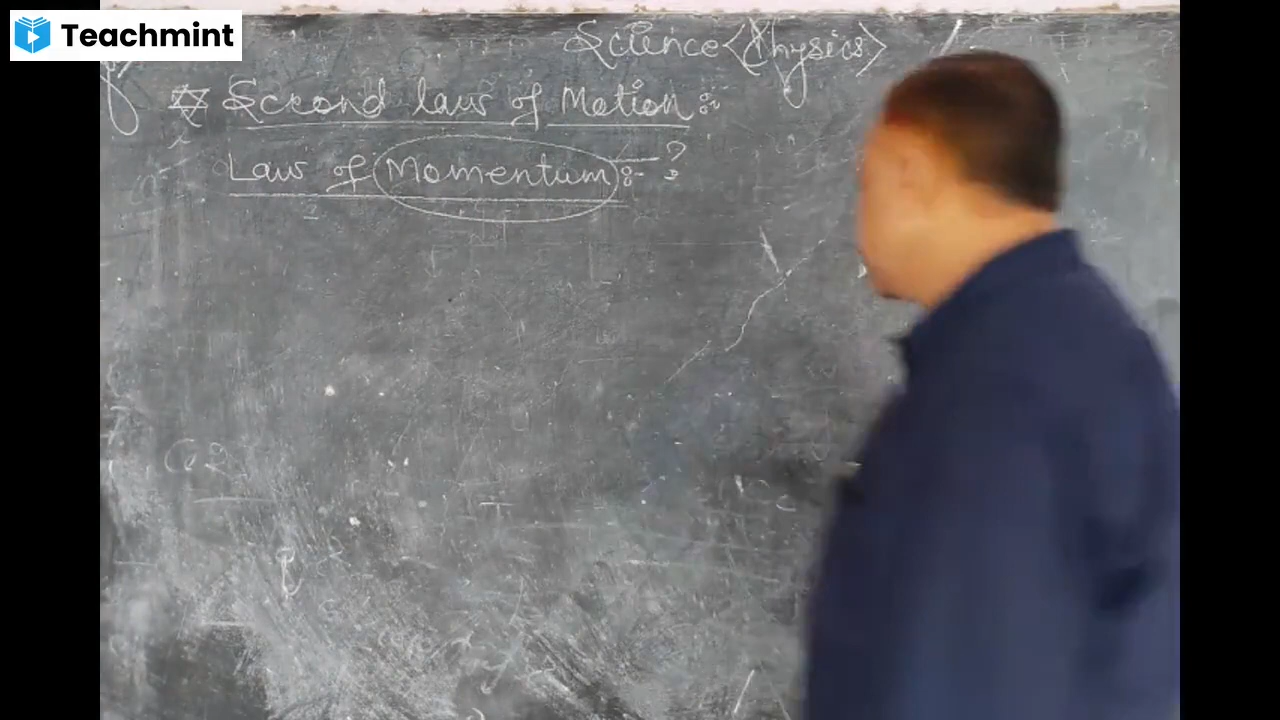 Teachmint
Science <Physics>
Second law of Motion :-
Law of Momentum :- ?